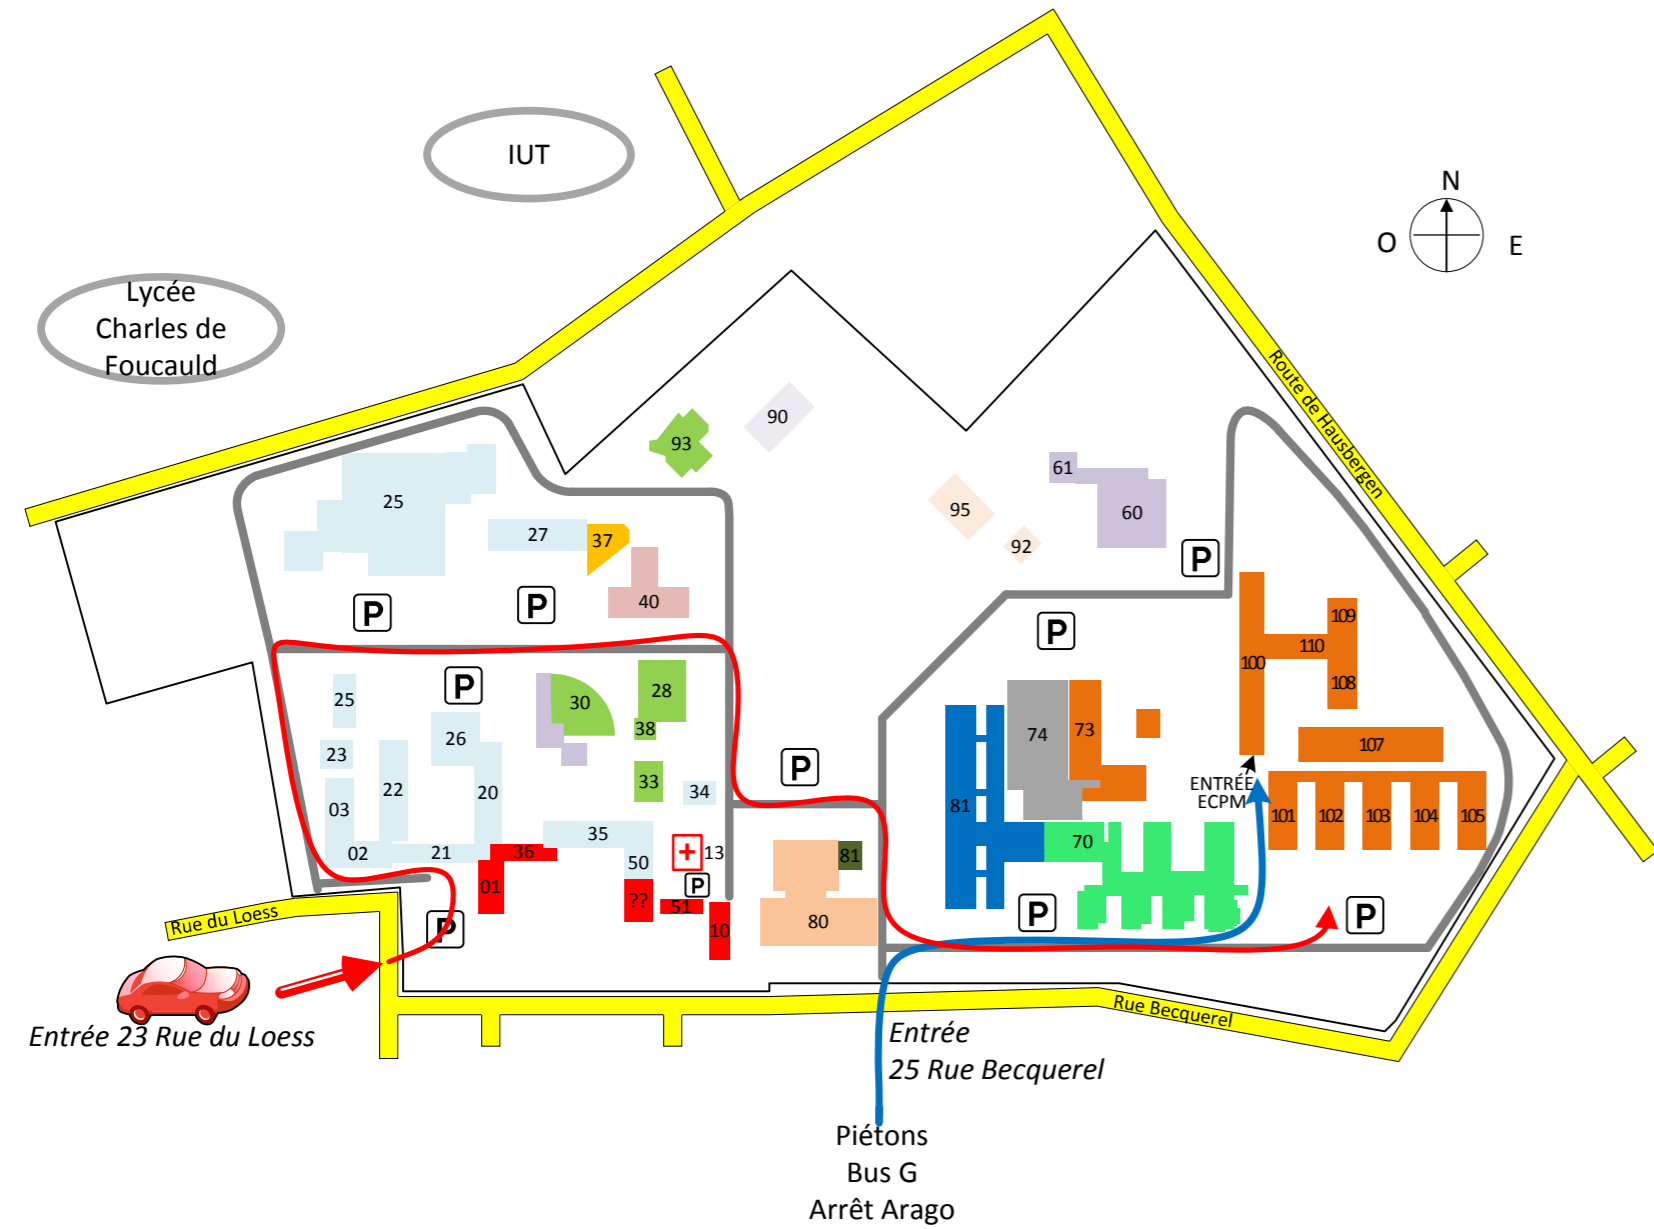 IUT
Lycée
Charles de
Foucauld
N
O
E
Route de Hausbergen
90
93
25
61
95
60
27
37
92
P
P
P
40
P
109
110
100
108
P
25
30
28
38
74
73
107
26
23
ENTRÉE
ECPM
P
33
34
22
20
03
81
101
102
103
104
105
35
70
02
21
36
50
13
81
P
01
??
51
10
80
P
P
P
Rue du Loess
Rue Becquerel
Entrée 23 Rue du Loess
Entrée
25 Rue Becquerel
Piétons
Bus G
Arrêt Arago